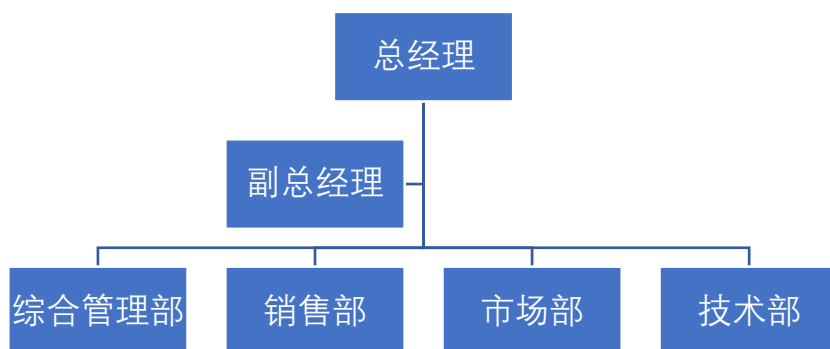 总经理
副总经理
综合管理部
销售部
市场部
技术部